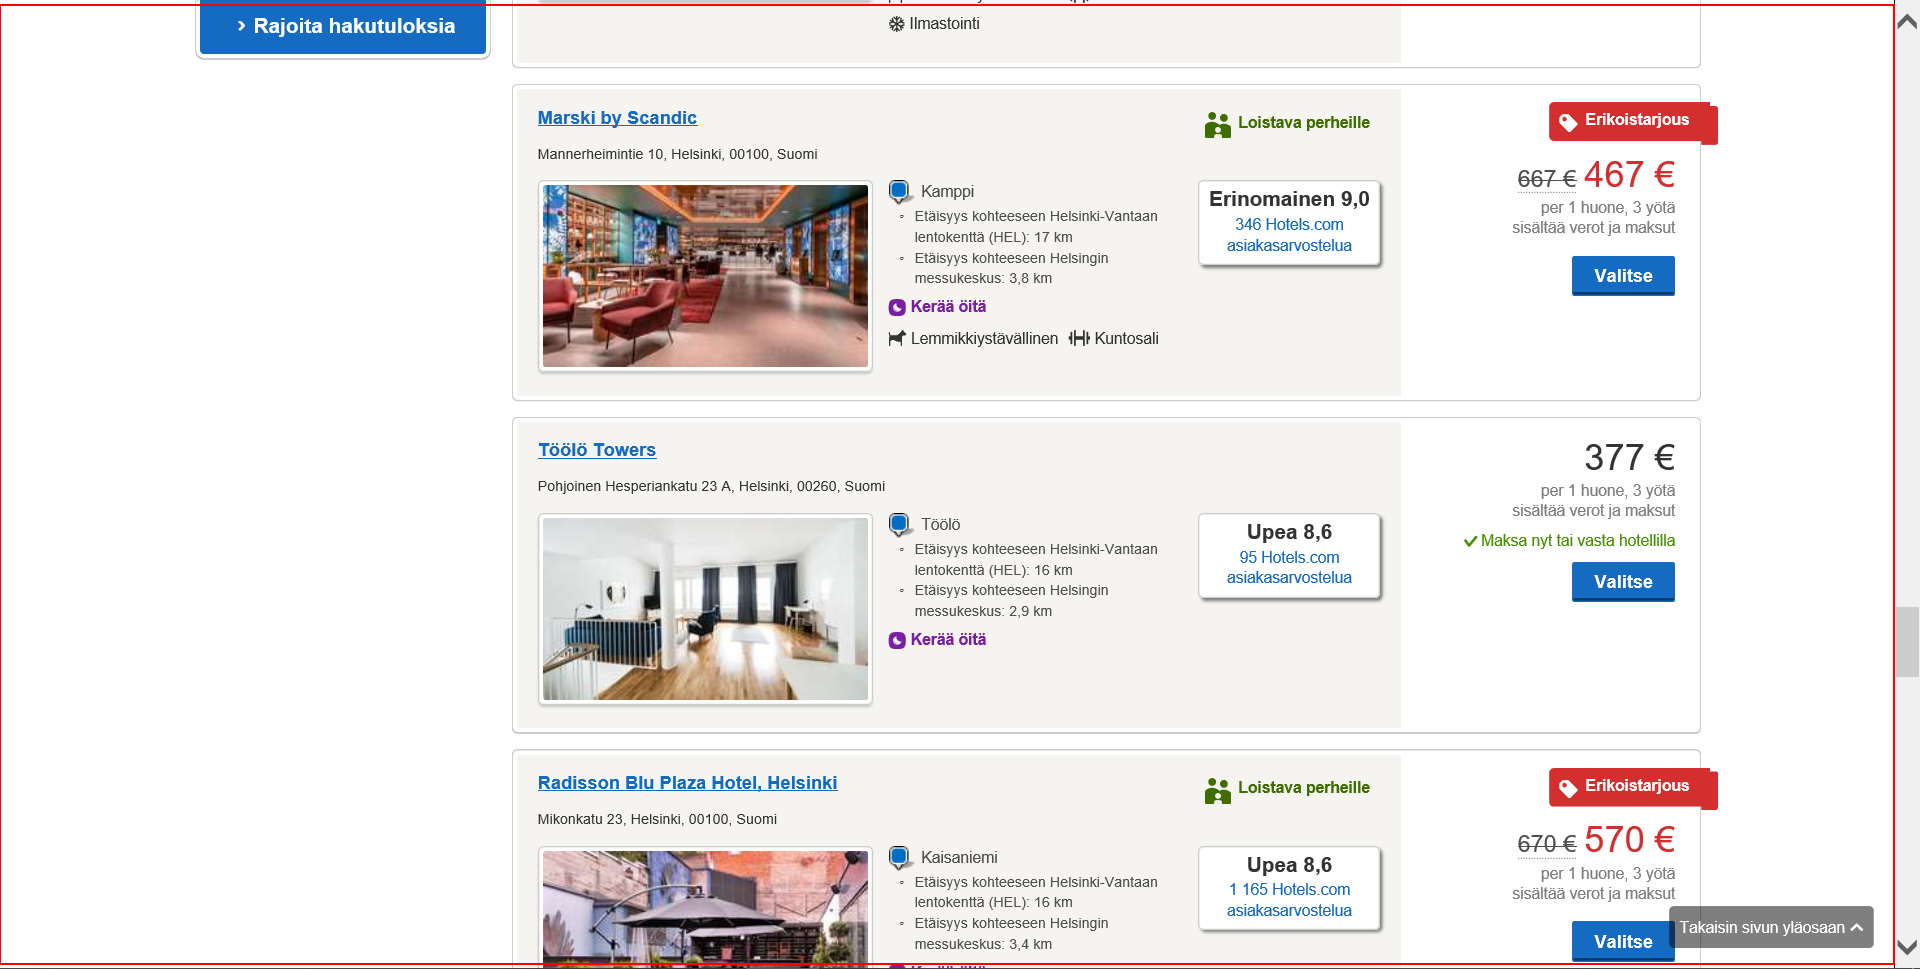 › Rajoita hakutuloksia
Ilmastointi
Marski by Scandic
Mannerheimintie 10, Helsinki, 00100, Suomi
Kamppi
Etäisyys kohteeseen Helsinki-Vantaan
lentokenttä (HEL): 17 km
Etäisyys kohteeseen Helsingin
messukeskus: 3,8 km
Kerää öitä
Lemmikkiystävällinen Kuntosali
Loistava perheille
Erinomainen 9,0
346 Hotels.com
asiakasarvostelua
Erikoistarjous
667 € 467 €
per 1 huone, 3 yötä
sisältää verot ja maksut
Valitse
Töölö Towers
Pohjoinen Hesperiankatu 23 A, Helsinki, 00260, Suomi
Töölö
Etäisyys kohteeseen Helsinki-Vantaan
lentokenttä (HEL): 16 km
Etäisyys kohteeseen Helsingin
messukeskus: 2,9 km
Kerää öitä
Upea 8,6
95 Hotels.com
asiakasarvostelua
377 €
per 1 huone, 3 yötä
sisältää verot ja maksut
Maksa nyt tai vasta hotellilla
Valitse
Radisson Blu Plaza Hotel, Helsinki
Mikonkatu 23, Helsinki, 00100, Suomi
Kaisaniemi
Etäisyys kohteeseen Helsinki-Vantaan
lentokenttä (HEL): 16 km
Etäisyys kohteeseen Helsingin
messukeskus: 3,4 km
Loistava perheille
Upea 8,6
1 165 Hotels.com
asiakasarvostelua
Erikoistarjous
670 € 570 €
per 1 huone, 3 yötä
sisältää verot ja maksut
Valitse
Takaisin sivun yläosaan